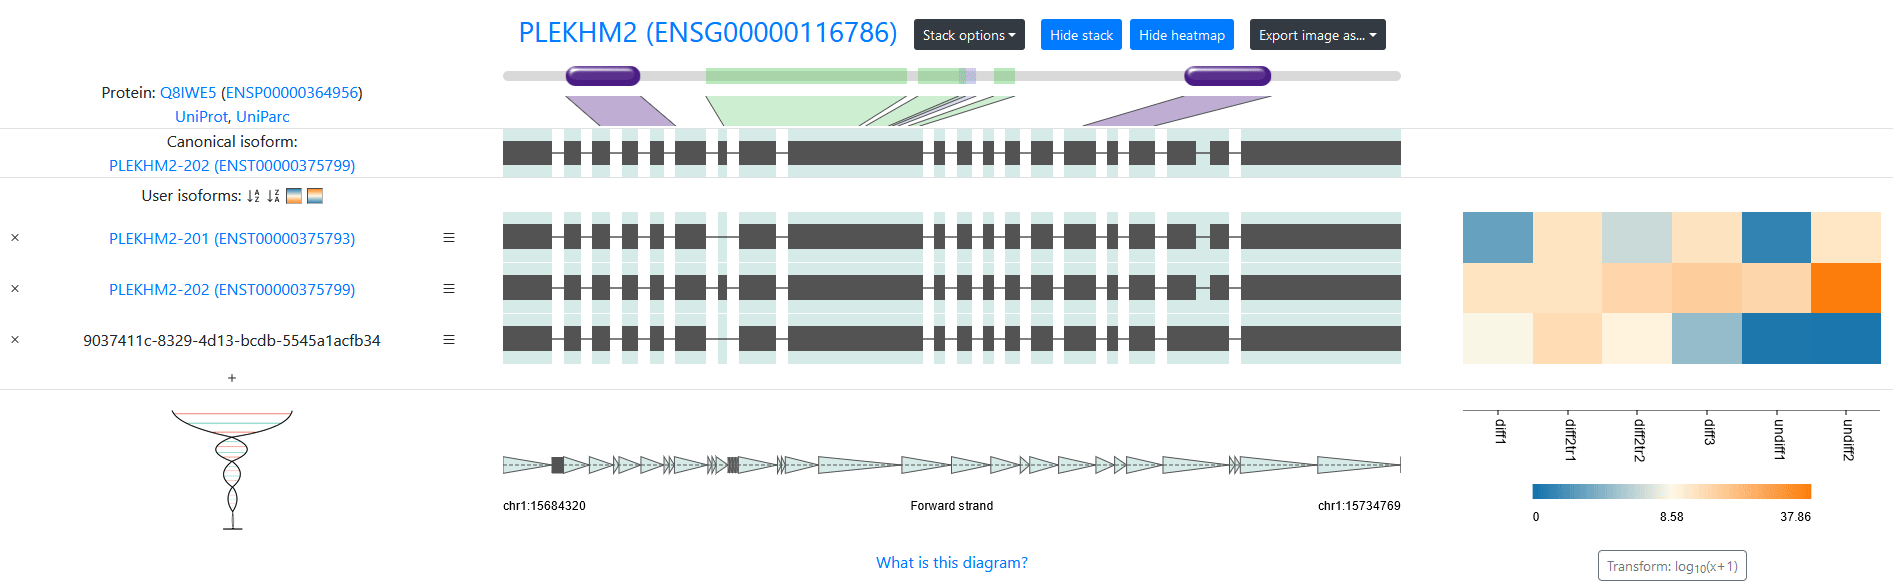 PLEKHM2 (ENSG00000116786)
Stack options
Hide stack
Hide heatmap
Export image as...
Protein: Q8IWE5 (ENSP00000364956)
UniProt, UniParc
Canonical isoform:
PLEKHM2-202 (ENST00000375799)
User isoforms:
PLEKHM2-201 (ENST00000375793)
PLEKHM2-202 (ENST00000375799)
9037411c-8329-4d13-bcdb-5545a1acfb34
+
diff1
diff2tr1
diff2tr2
diff3
undiff1
undiff2
chr1:15684320
Forward strand
chr1:15734769
0
8.58
37.86
What is this diagram?
Transform: log₁₀(x+1)